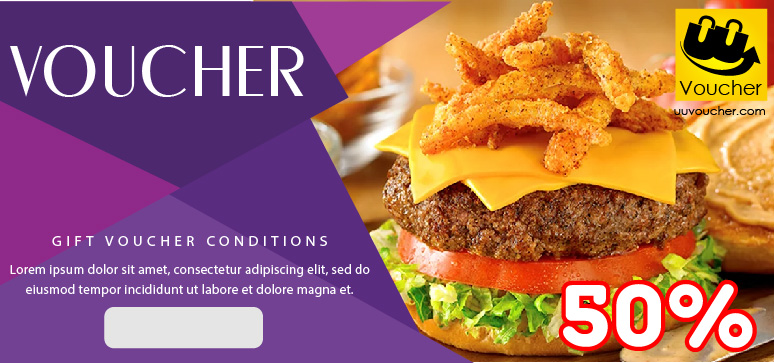 VOUCHER
Voucher
uuvoucher.com
GIFT VOUCHER CONDITIONS
Lorem ipsum dolor sit amet, consectetur adipiscing elit, sed do
eiusmod tempor incididunt ut labore et dolore magna et.
50%